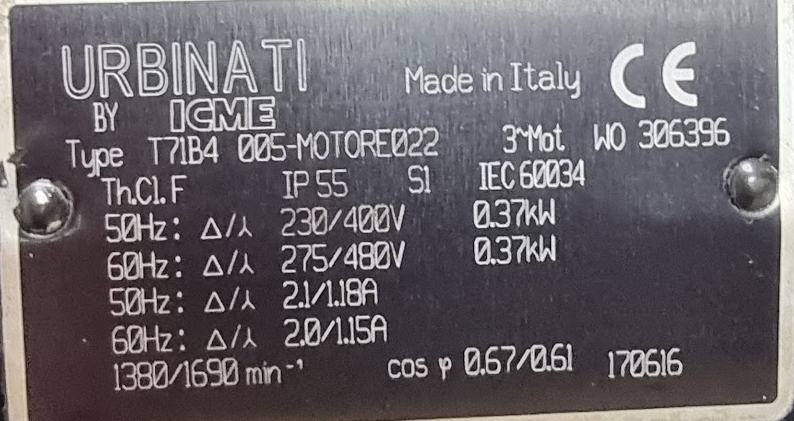 URBINATI Made in Italy CE
BY ICME
Type T71B4 005-MOTORE022 3~Mot WO 306396
Th.Cl.F IP 55 S1 IEC 60034
50Hz: Δ/⅄ 230/400V 0.37kW
60Hz: Δ/⅄ 275/480V 0.37kW
50Hz: Δ/⅄ 2.1/1.18A
60Hz: Δ/⅄ 2.0/1.15A
1380/1690 min⁻¹ cos φ 0.67/0.61 170616